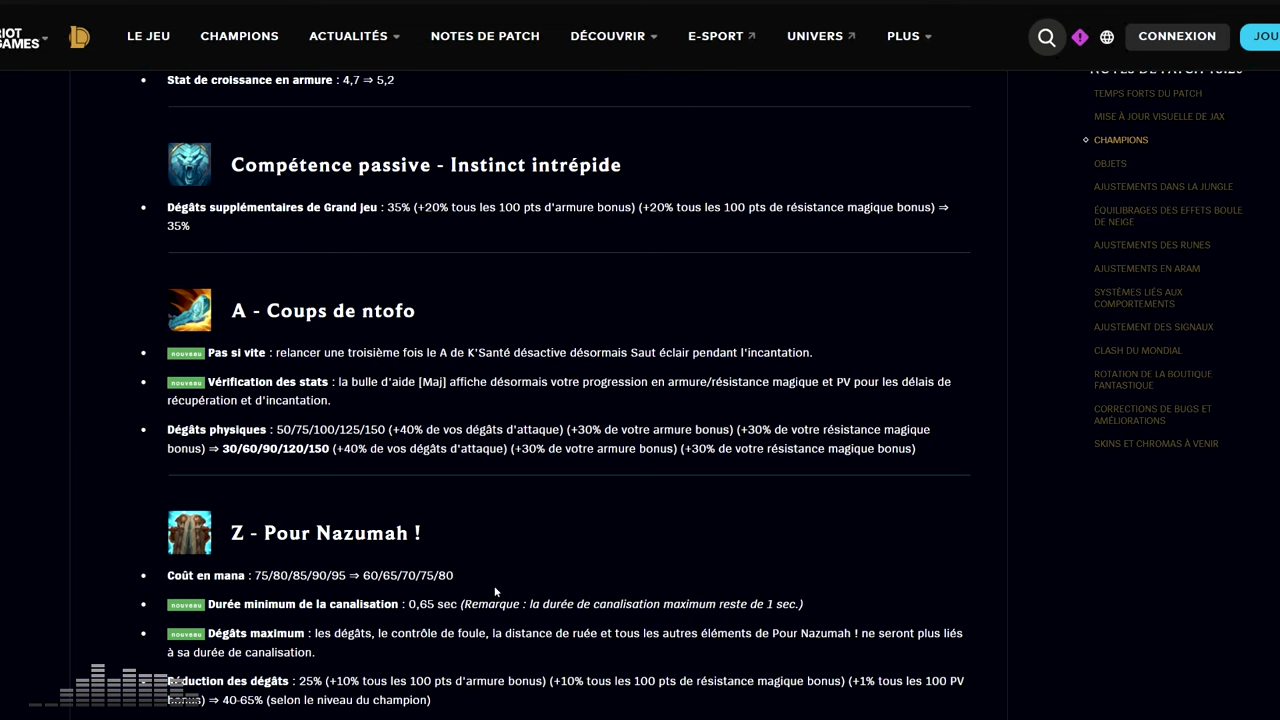 RIOT
GAMES
LE JEU
CHAMPIONS
ACTUALITÉS
NOTES DE PATCH
DÉCOUVRIR
E-SPORT
UNIVERS
PLUS
CONNEXION
JOU
Stat de croissance en armure : 4,7 ⇒ 5,2
Compétence passive - Instinct intrépide
Dégâts supplémentaires de Grand jeu : 35% (+20% tous les 100 pts d'armure bonus) (+20% tous les 100 pts de résistance magique bonus) ⇒
35%
A - Coups de ntofo
nouveau Pas si vite : relancer une troisième fois le A de K'Santé désactive désormais Saut éclair pendant l'incantation.
nouveau Vérification des stats : la bulle d'aide [Maj] affiche désormais votre progression en armure/résistance magique et PV pour les délais de
récupération et d'incantation.
Dégâts physiques : 50/75/100/125/150 (+40% de vos dégâts d'attaque) (+30% de votre armure bonus) (+30% de votre résistance magique
bonus) ⇒ 30/60/90/120/150 (+40% de vos dégâts d'attaque) (+30% de votre armure bonus) (+30% de votre résistance magique bonus)
Z - Pour Nazumah !
Coût en mana : 75/80/85/90/95 ⇒ 60/65/70/75/80
nouveau Durée minimum de la canalisation : 0,65 sec (Remarque : la durée de canalisation maximum reste de 1 sec.)
nouveau Dégâts maximum : les dégâts, le contrôle de foule, la distance de ruée et tous les autres éléments de Pour Nazumah ! ne seront plus liés
à sa durée de canalisation.
Réduction des dégâts : 25% (+10% tous les 100 pts d'armure bonus) (+10% tous les 100 pts de résistance magique bonus) (+1% tous les 100 PV
bonus) ⇒ 40-65% (selon le niveau du champion)
TEMPS FORTS DU PATCH
MISE À JOUR VISUELLE DE JAX
CHAMPIONS
OBJETS
AJUSTEMENTS DANS LA JUNGLE
ÉQUILIBRAGES DES EFFETS BOULE
DE NEIGE
AJUSTEMENTS DES RUNES
AJUSTEMENTS EN ARAM
SYSTÈMES LIÉS AUX
COMPORTEMENTS
AJUSTEMENT DES SIGNAUX
CLASH DU MONDIAL
ROTATION DE LA BOUTIQUE
FANTASTIQUE
CORRECTIONS DE BUGS ET
AMÉLIORATIONS
SKINS ET CHROMAS À VENIR